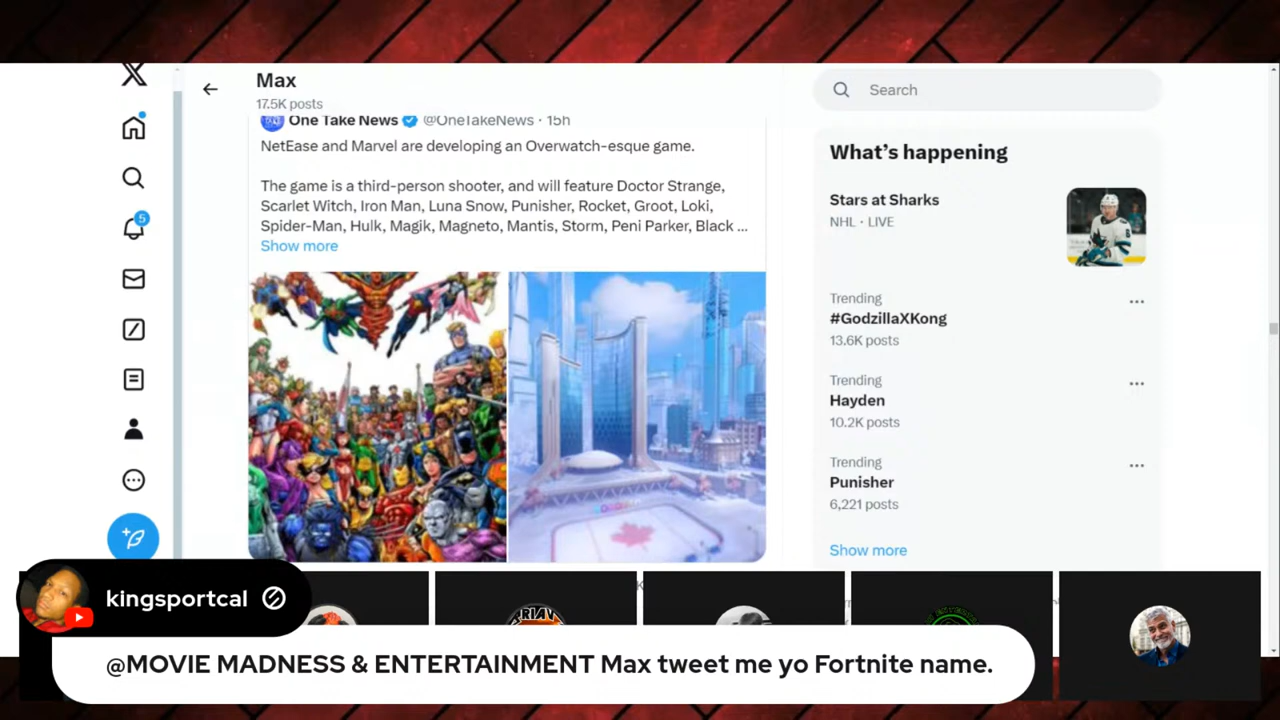 Max
17.5K posts
One Take News @OneTakeNews · 15h
NetEase and Marvel are developing an Overwatch-esque game.
The game is a third-person shooter, and will feature Doctor Strange,
Scarlet Witch, Iron Man, Luna Snow, Punisher, Rocket, Groot, Loki,
Spider-Man, Hulk, Magik, Magneto, Mantis, Storm, Peni Parker, Black ...
Show more
5
Search
What's happening
Stars at Sharks
NHL · LIVE
Trending
#GodzillaXKong
13.6K posts
Trending
Hayden
10.2K posts
Trending
Punisher
6,221 posts
Show more
kingsportcal
@MOVIE MADNESS & ENTERTAINMENT Max tweet me yo Fortnite name.